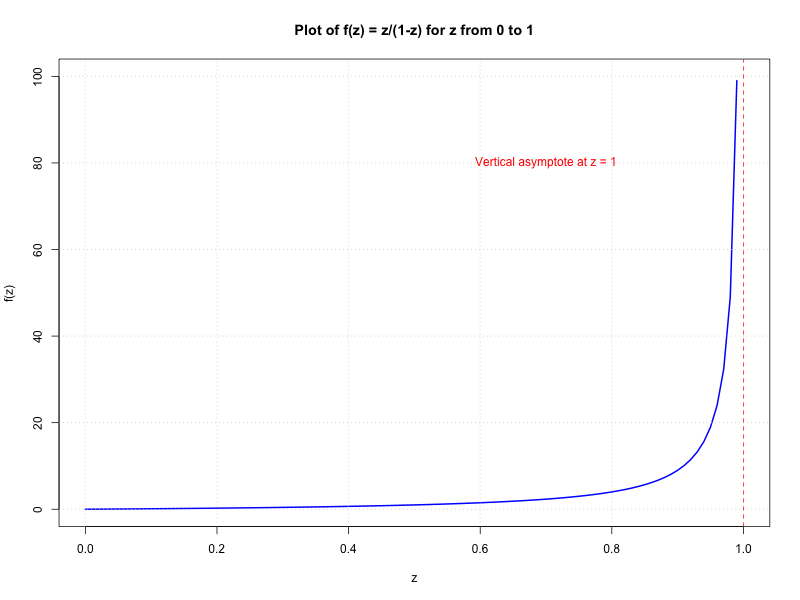 Plot of f(z) = z/(1-z) for z from 0 to 1
100
80
60
40
20
0
f(z)
Vertical asymptote at z = 1
0.0 0.2 0.4 0.6 0.8 1.0
z